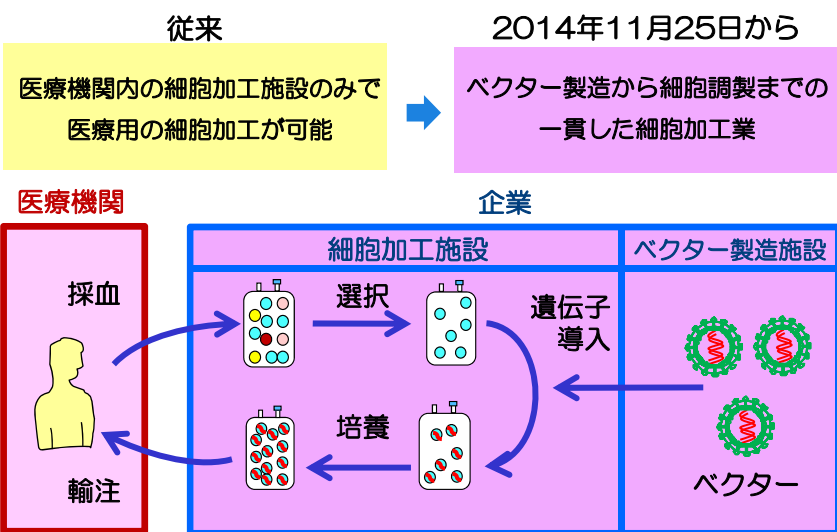 従来
2014年11月25日から
医療機関内の細胞加工施設のみで
医療用の細胞加工が可能
ベクター製造から細胞調製までの
一貫した細胞加工業
医療機関
企業
細胞加工施設
ベクター製造施設
採血
選択
遺伝子
導入
培養
輸注
ベクター